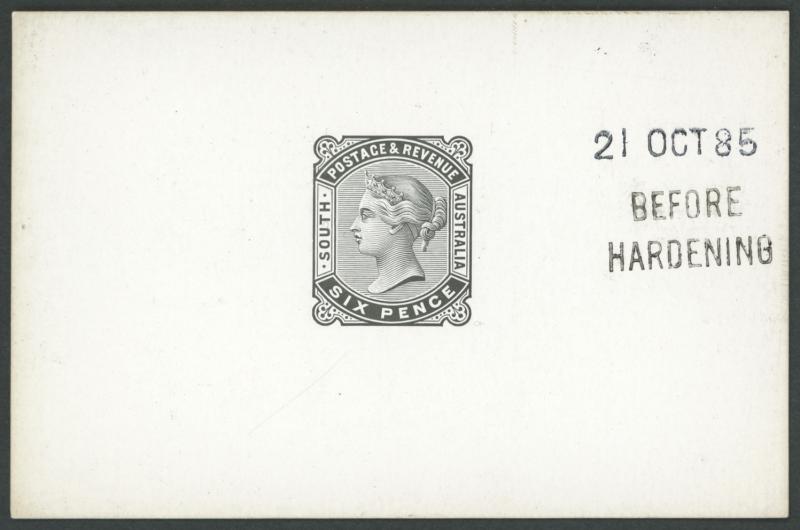 POSTAGE & REVENUE
· SOUTH ·
AUSTRALIA
SIX PENCE
21 OCT 85
BEFORE
HARDENING